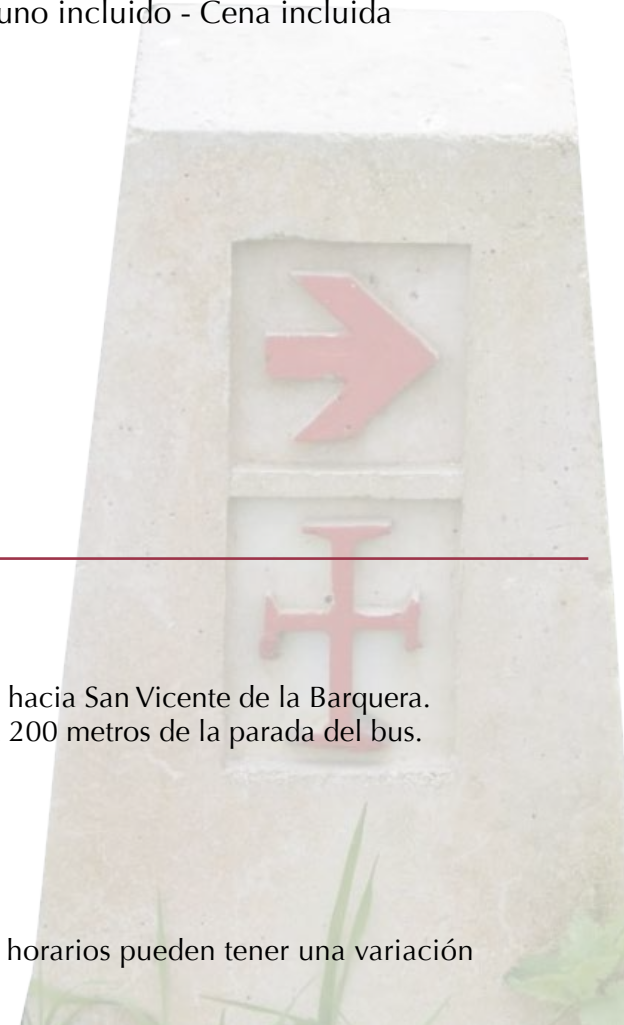 uno incluido - Cena incluida
hacia San Vicente de la Barquera.
200 metros de la parada del bus.
horarios pueden tener una variación